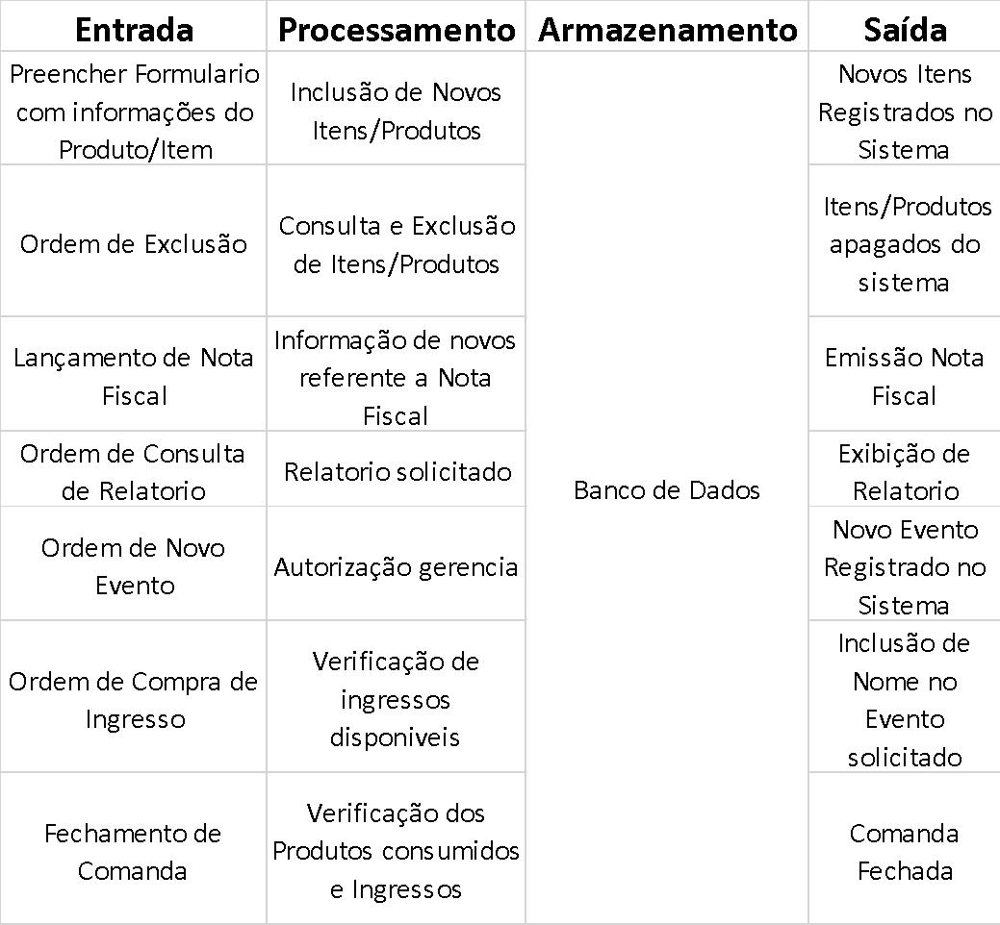 Entrada Processamento Armazenamento Saída
Preencher Formulario
com informações do
Produto/Item
Inclusão de Novos
Itens/Produtos
Novos Itens
Registrados no
Sistema
Ordem de Exclusão
Consulta e Exclusão
de Itens/Produtos
Itens/Produtos
apagados do
sistema
Lançamento de Nota
Fiscal
Informação de novos
referente a Nota
Fiscal
Emissão Nota
Fiscal
Ordem de Consulta
de Relatorio
Relatorio solicitado
Banco de Dados
Exibição de
Relatorio
Ordem de Novo
Evento
Autorização gerencia
Novo Evento
Registrado no
Sistema
Ordem de Compra de
Ingresso
Verificação de
ingressos
disponiveis
Inclusão de
Nome no
Evento
solicitado
Fechamento de
Comanda
Verificação dos
Produtos consumidos
e Ingressos
Comanda
Fechada